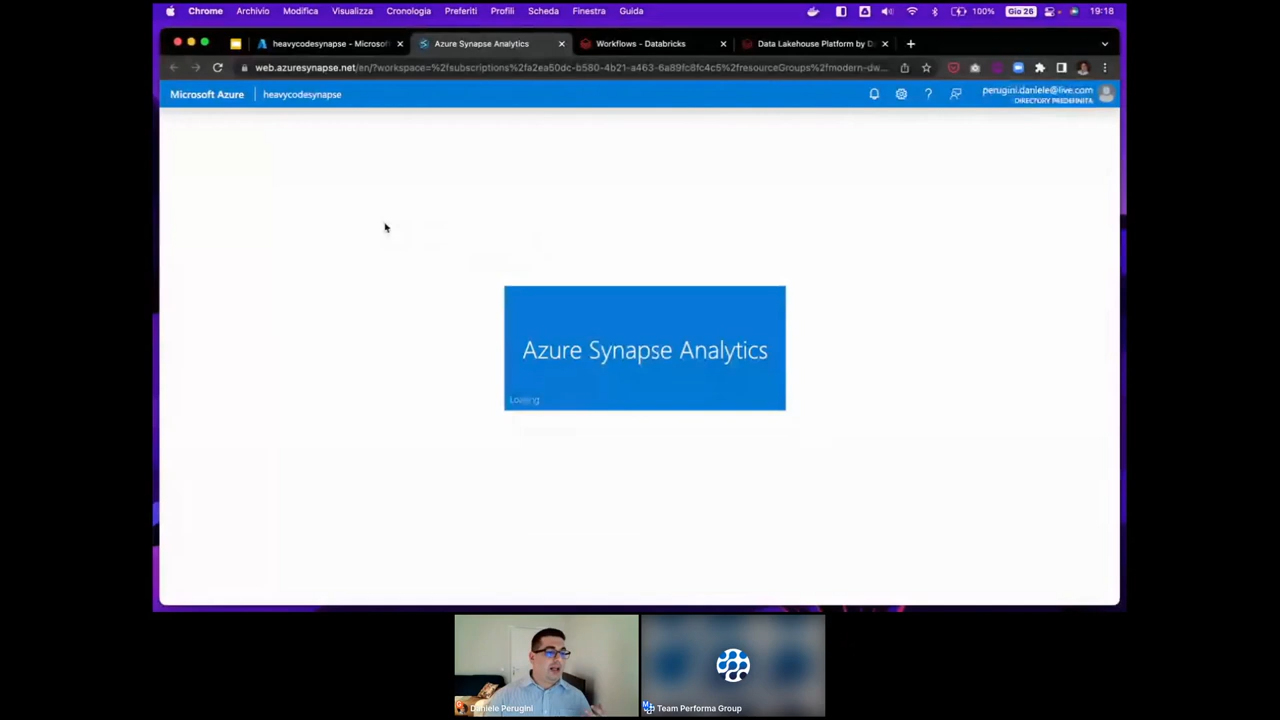 Chrome Archivio Modifica Visualizza Cronologia Preferiti Profili Scheda Finestra Guida 100% Gio 26 19:18
heavycodesynapse - Microsof Azure Synapse Analytics Workflows - Databricks Data Lakehouse Platform by D
web.azuresynapse.net/en/?workspace=%2fsubscriptions%2fa2ea50dc-b580-4b21-a463-6a89fc8fc4c5%2fresourceGroups%2fmodern-dw...
Microsoft Azure heavycodesynapse perugini.daniele@live.com
DIRECTORY PREDEFINITA
Azure Synapse Analytics
Loading
Daniele Perugini Team Performa Group